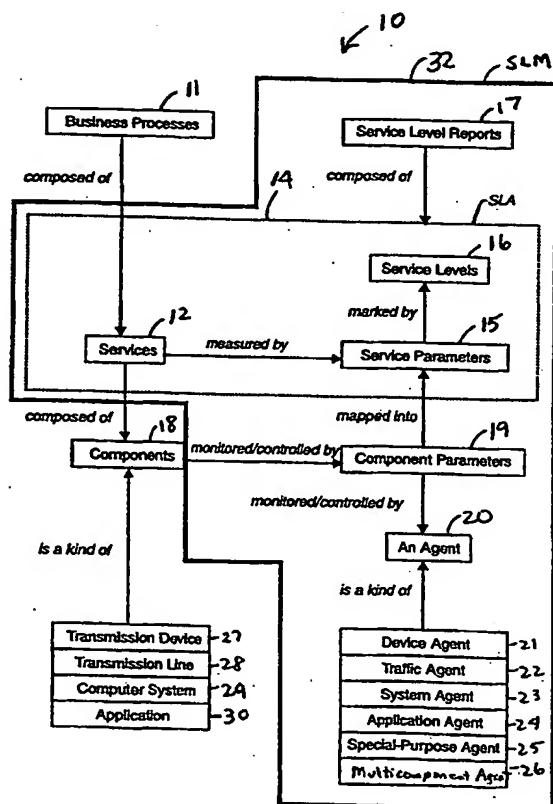 10
32
SLM
11
17
Business Processes
Service Level Reports
composed of
14
composed of
SLA
16
Service Levels
12
marked by
15
Services
measured by
Service Parameters
composed of
18
mapped into
19
Components
monitored/controlled by
Component Parameters
monitored/controlled by
20
An Agent
is a kind of
is a kind of
Transmission Device 27
Transmission Line 28
Computer System 29
Application 30
Device Agent 21
Traffic Agent 22
System Agent 23
Application Agent 24
Special-Purpose Agent 25
Multicomponent Agent 26